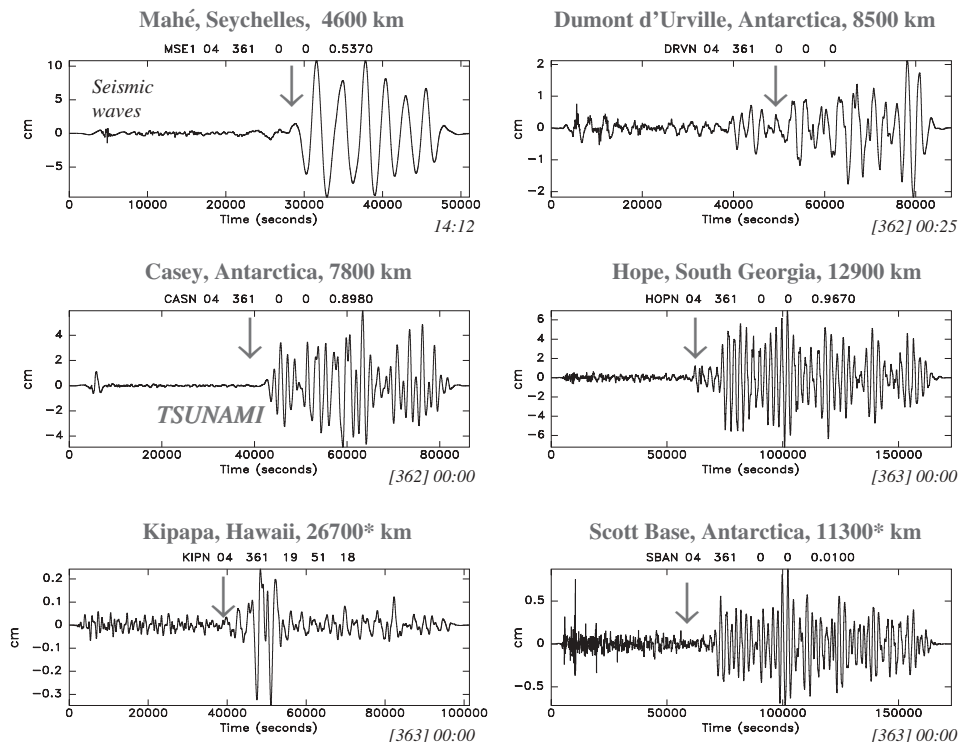 Mahé, Seychelles, 4600 km
MSE1 04 361 0 0 0.5370
10
5
0
−5
cm
Seismic
waves
0 10000 20000 30000 40000 50000
Time (seconds)
14:12
Dumont d’Urville, Antarctica, 8500 km
DRVN 04 361 0 0 0
2
1
0
−1
−2
cm
0 20000 40000 60000 80000
Time (seconds)
[362] 00:25
Casey, Antarctica, 7800 km
CASN 04 361 0 0 0.8980
4
2
0
−2
−4
cm
TSUNAMI
0 20000 40000 60000 80000
Time (seconds)
[362] 00:00
Hope, South Georgia, 12900 km
HOPN 04 361 0 0 0.9670
6
4
2
0
−2
−4
−6
cm
0 50000 100000 150000
Time (seconds)
[363] 00:00
Kipapa, Hawaii, 26700* km
KIPN 04 361 19 51 18
0.2
0.1
0
−0.1
−0.2
−0.3
cm
0 20000 40000 60000 80000 100000
Time (seconds)
[363] 00:00
Scott Base, Antarctica, 11300* km
SBAN 04 361 0 0 0.0100
0.5
0
−0.5
cm
0 50000 100000 150000
Time (seconds)
[363] 00:00